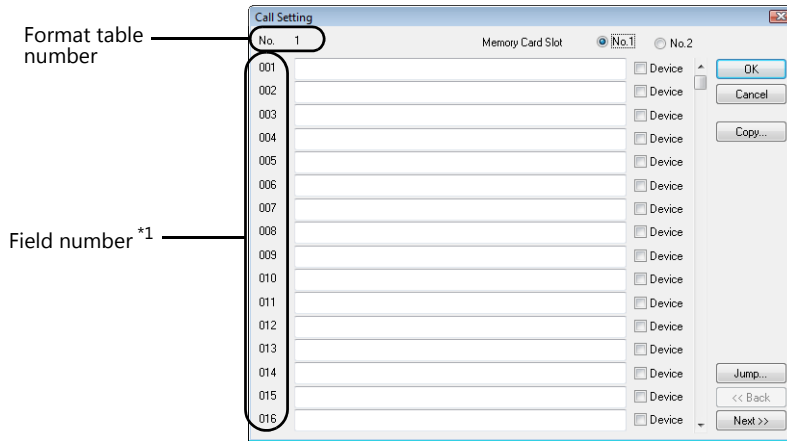 Call Setting
Format table
number
No. 1 Memory Card Slot No.1 No.2
001 Device OK
002 Device Cancel
003 Device
004 Device Copy...
005 Device
006 Device
007 Device
Field number *1
008 Device
009 Device
010 Device
011 Device
012 Device
013 Device
014 Device Jump...
015 Device << Back
016 Device Next >>